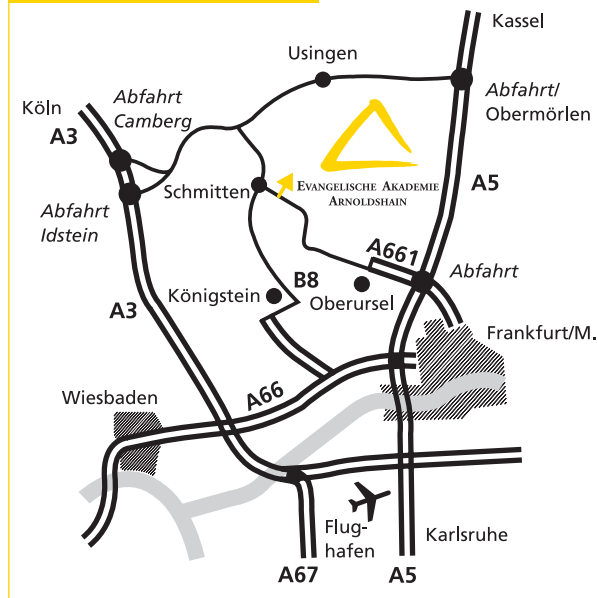 Kassel
Usingen
Köln
Abfahrt
Camberg
Abfahrt/
Obermörlen
A3
A5
Schmitten
EVANGELISCHE AKADEMIE
ARNOLDSHAIN
Abfahrt
Idstein
A661
Abfahrt
B8
Königstein
Oberursel
A3
Frankfurt/M.
A66
Wiesbaden
Flug-
hafen
Karlsruhe
A67
A5